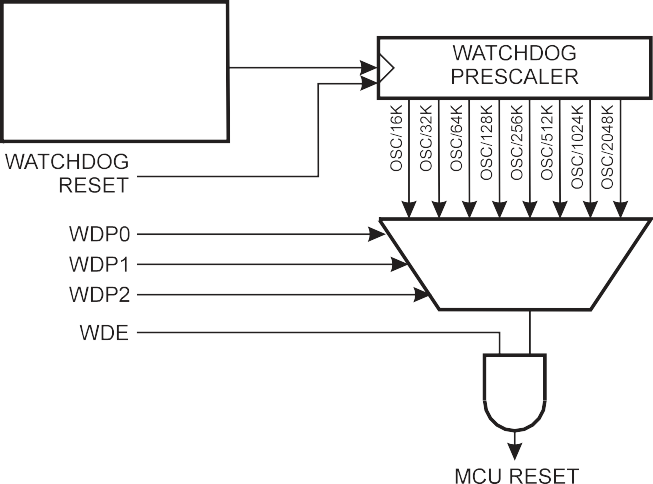 WATCHDOG
PRESCALER
OSC/16K
OSC/32K
OSC/64K
OSC/128K
OSC/256K
OSC/512K
OSC/1024K
OSC/2048K
WATCHDOG
RESET
WDP0
WDP1
WDP2
WDE
MCU RESET